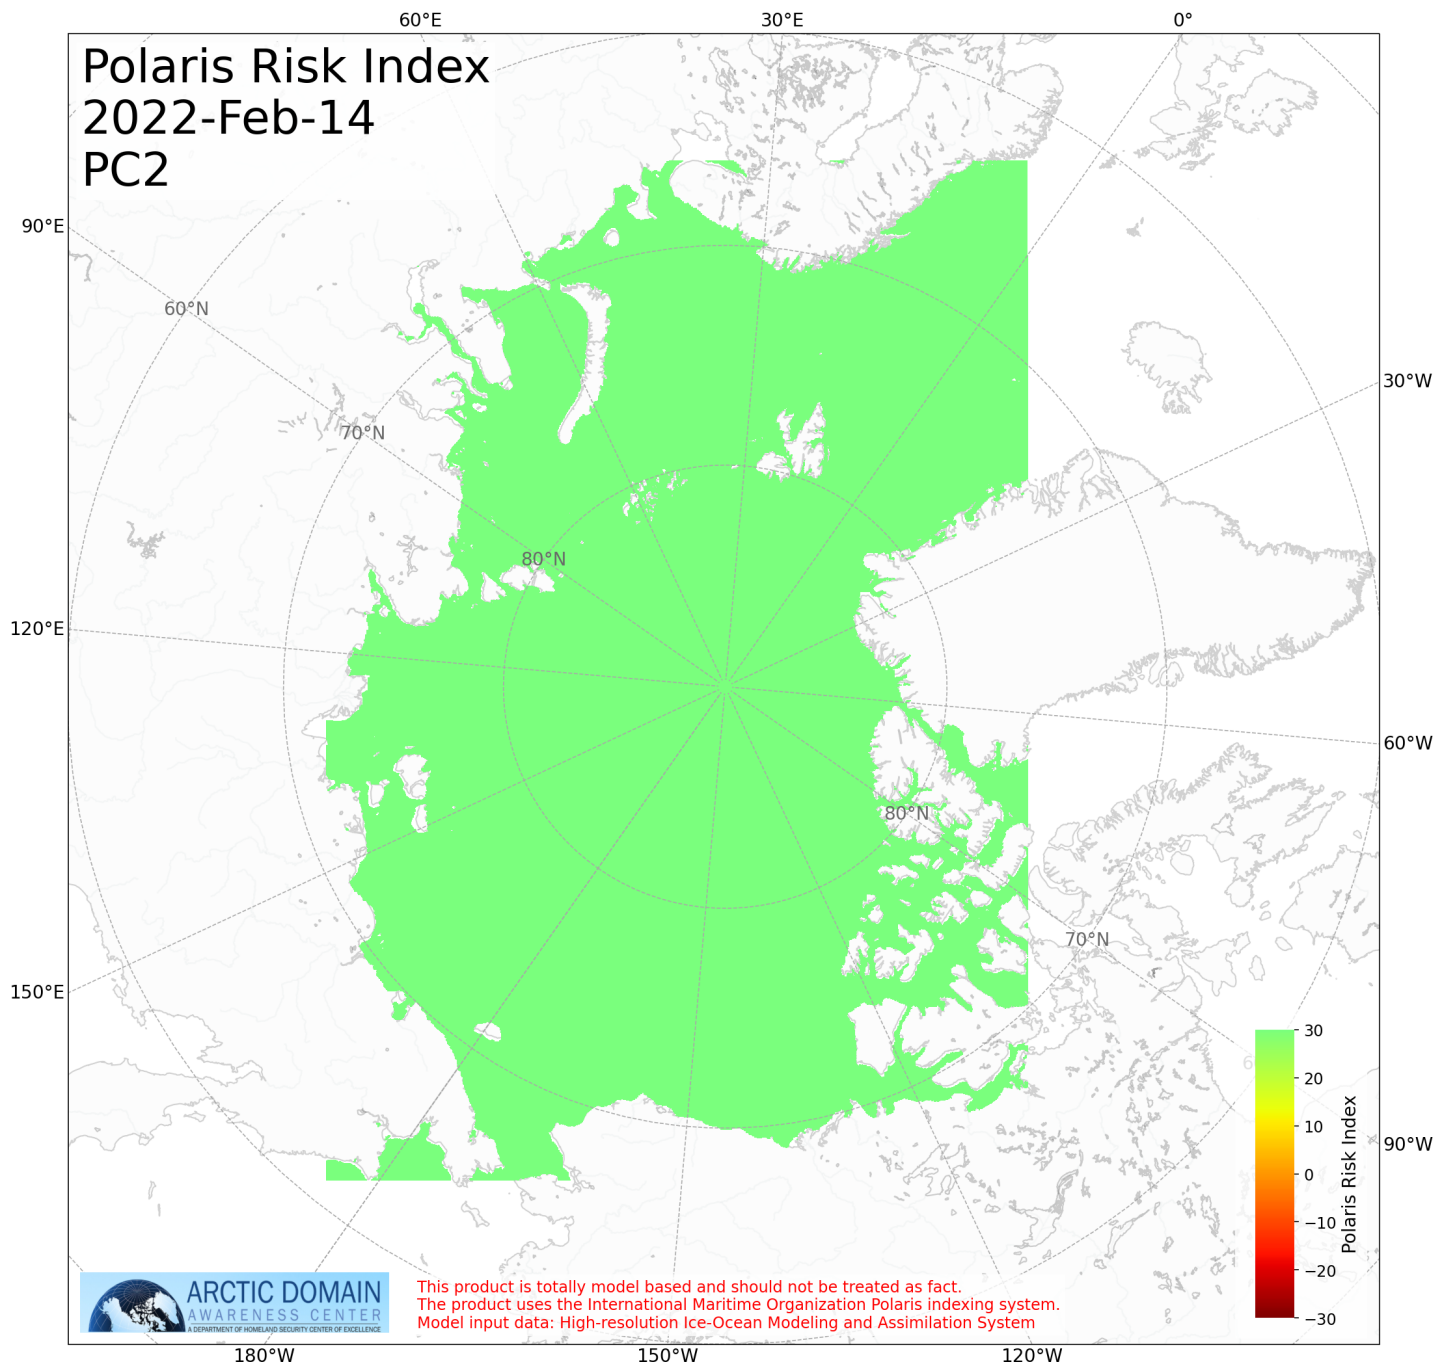 60°E 30°E 0°
Polaris Risk Index
2022-Feb-14
PC2
90°E
60°N
30°W
70°N
80°N
120°E
60°W
80°N
70°N
150°E
30
20
10
0
−10
−20
−30
Polaris Risk Index
90°W
ARCTIC DOMAIN
AWARENESS CENTER
A DEPARTMENT OF HOMELAND SECURITY CENTER OF EXCELLENCE
This product is totally model based and should not be treated as fact.
The product uses the International Maritime Organization Polaris indexing system.
Model input data: High-resolution Ice-Ocean Modeling and Assimilation System
180°W 150°W 120°W